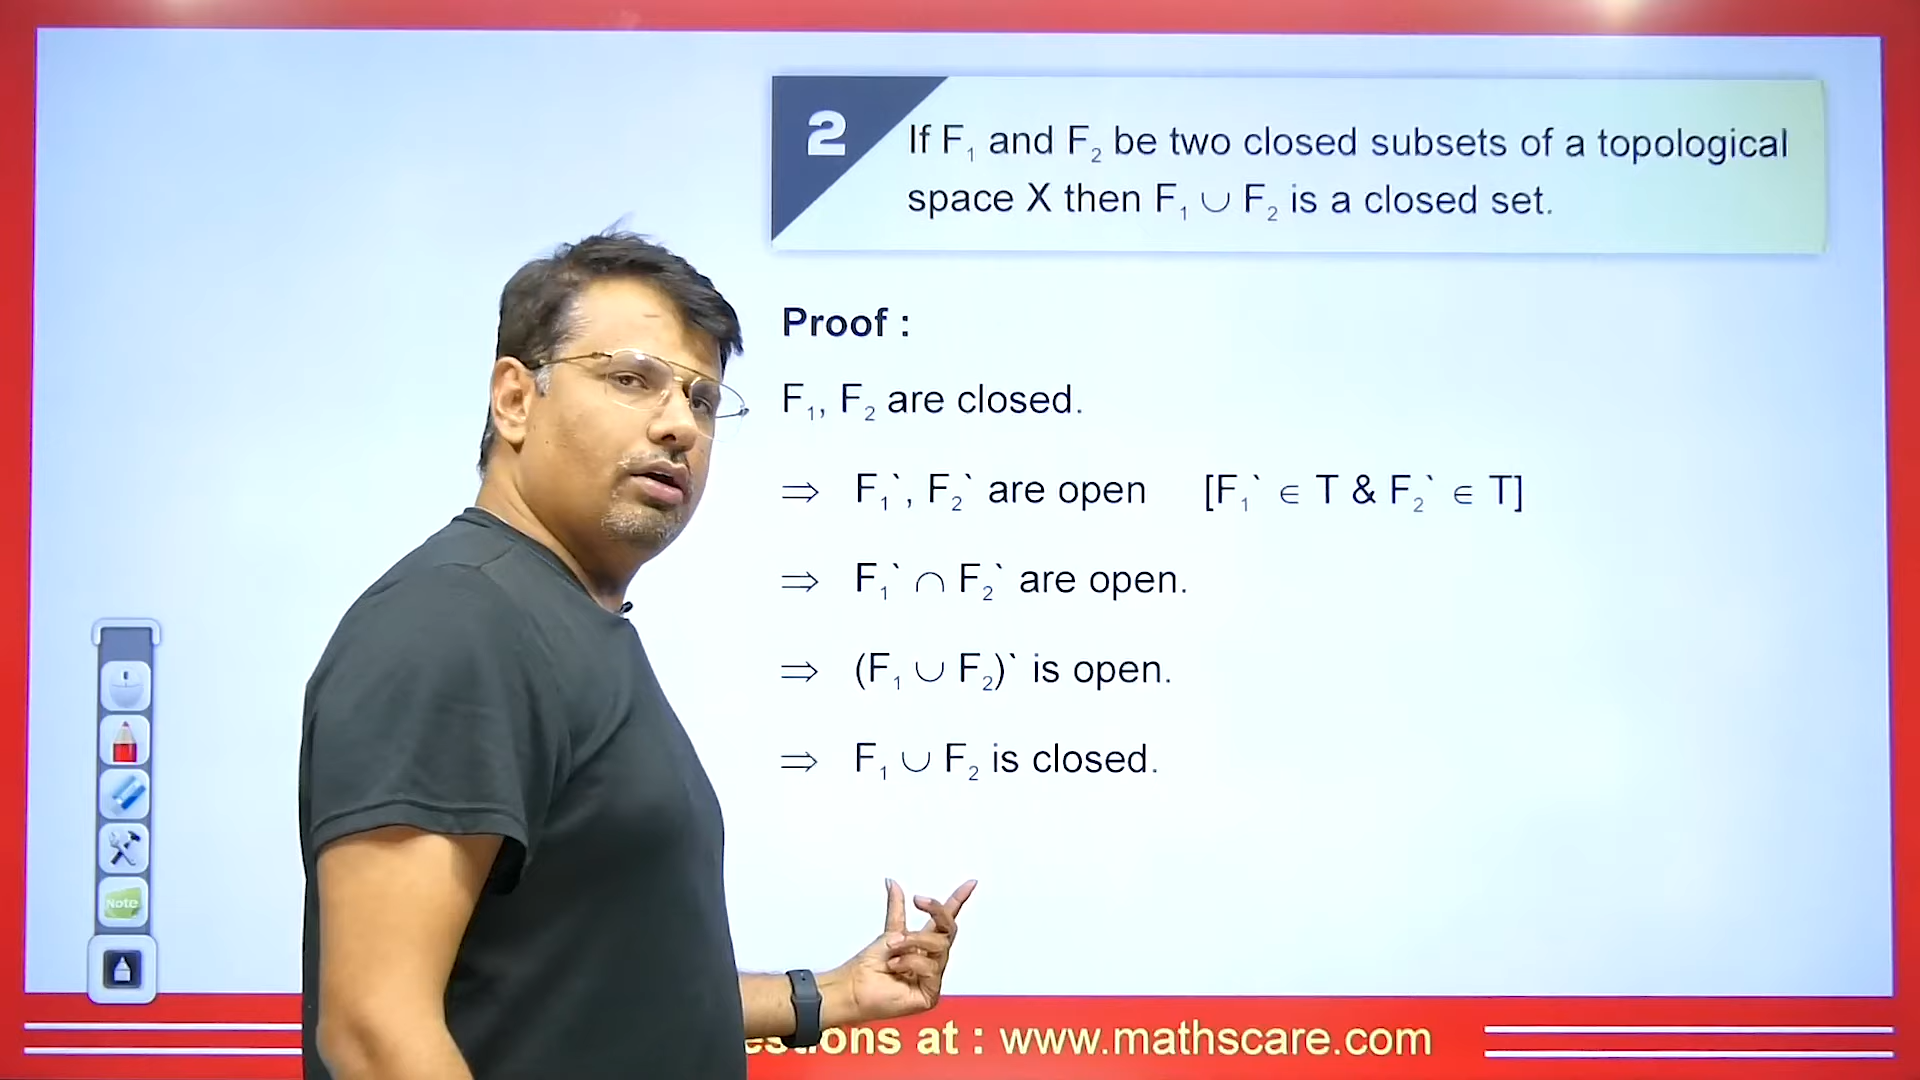 2
If F₁ and F₂ be two closed subsets of a topological
space X then F₁ ∪ F₂ is a closed set.
Proof :
F₁, F₂ are closed.
⇒ F₁`, F₂` are open [F₁` ∈ T & F₂` ∈ T]
⇒ F₁` ∩ F₂` are open.
⇒ (F₁ ∪ F₂)` is open.
⇒ F₁ ∪ F₂ is closed.
Note
at : www.mathscare.com